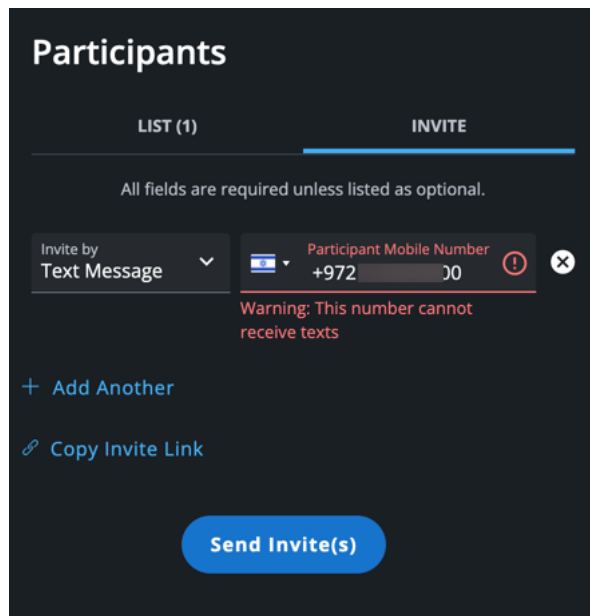 Participants
LIST (1)
INVITE
All fields are required unless listed as optional.
Invite by
Text Message
Participant Mobile Number
+972 00
Warning: This number cannot
receive texts
+ Add Another
Copy Invite Link
Send Invite(s)